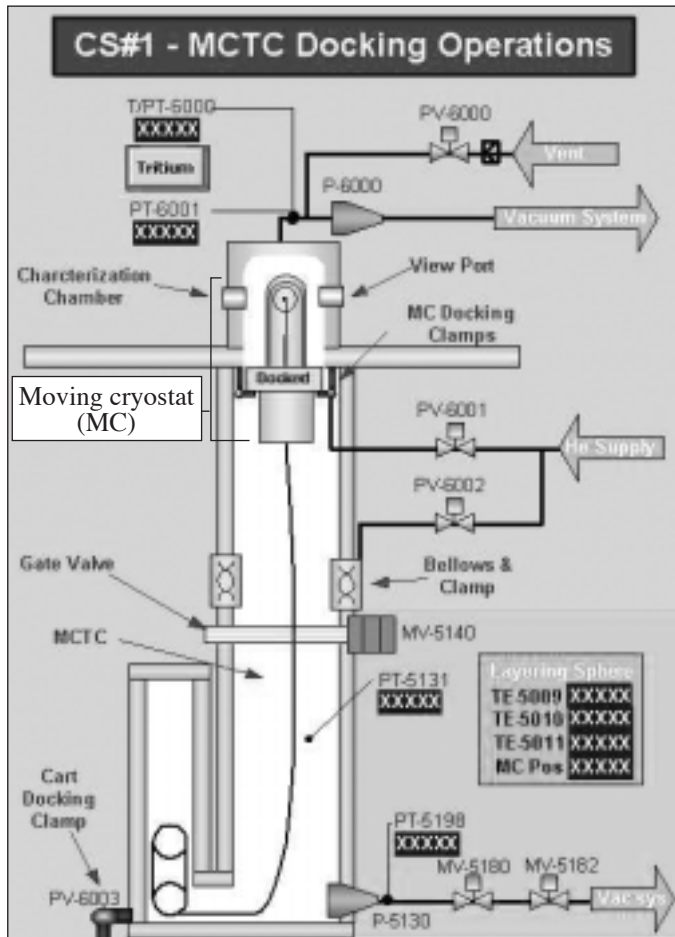 CS#1 - MCTC Docking Operations
T/PT-6000
XXXXX
Tritium
PT-6001
XXXXX
PV-6000
Vent
P-6000
Vacuum System
Charcterization
Chamber
View Port
MC Docking
Clamps
Docked
Moving cryostat
(MC)
PV-6001
He Supply
PV-6002
Gate Valve
Bellows &
Clamp
MCTC
MV-5140
PT-5131
XXXXX
Layering Sphere
TE-5009 XXXXX
TE-5010 XXXXX
TE-5011 XXXXX
MC Pos XXXXX
Cart
Docking
Clamp
PT-5198
XXXXX
MV-5180
MV-5182
PV-6003
P-5130
Vac sys